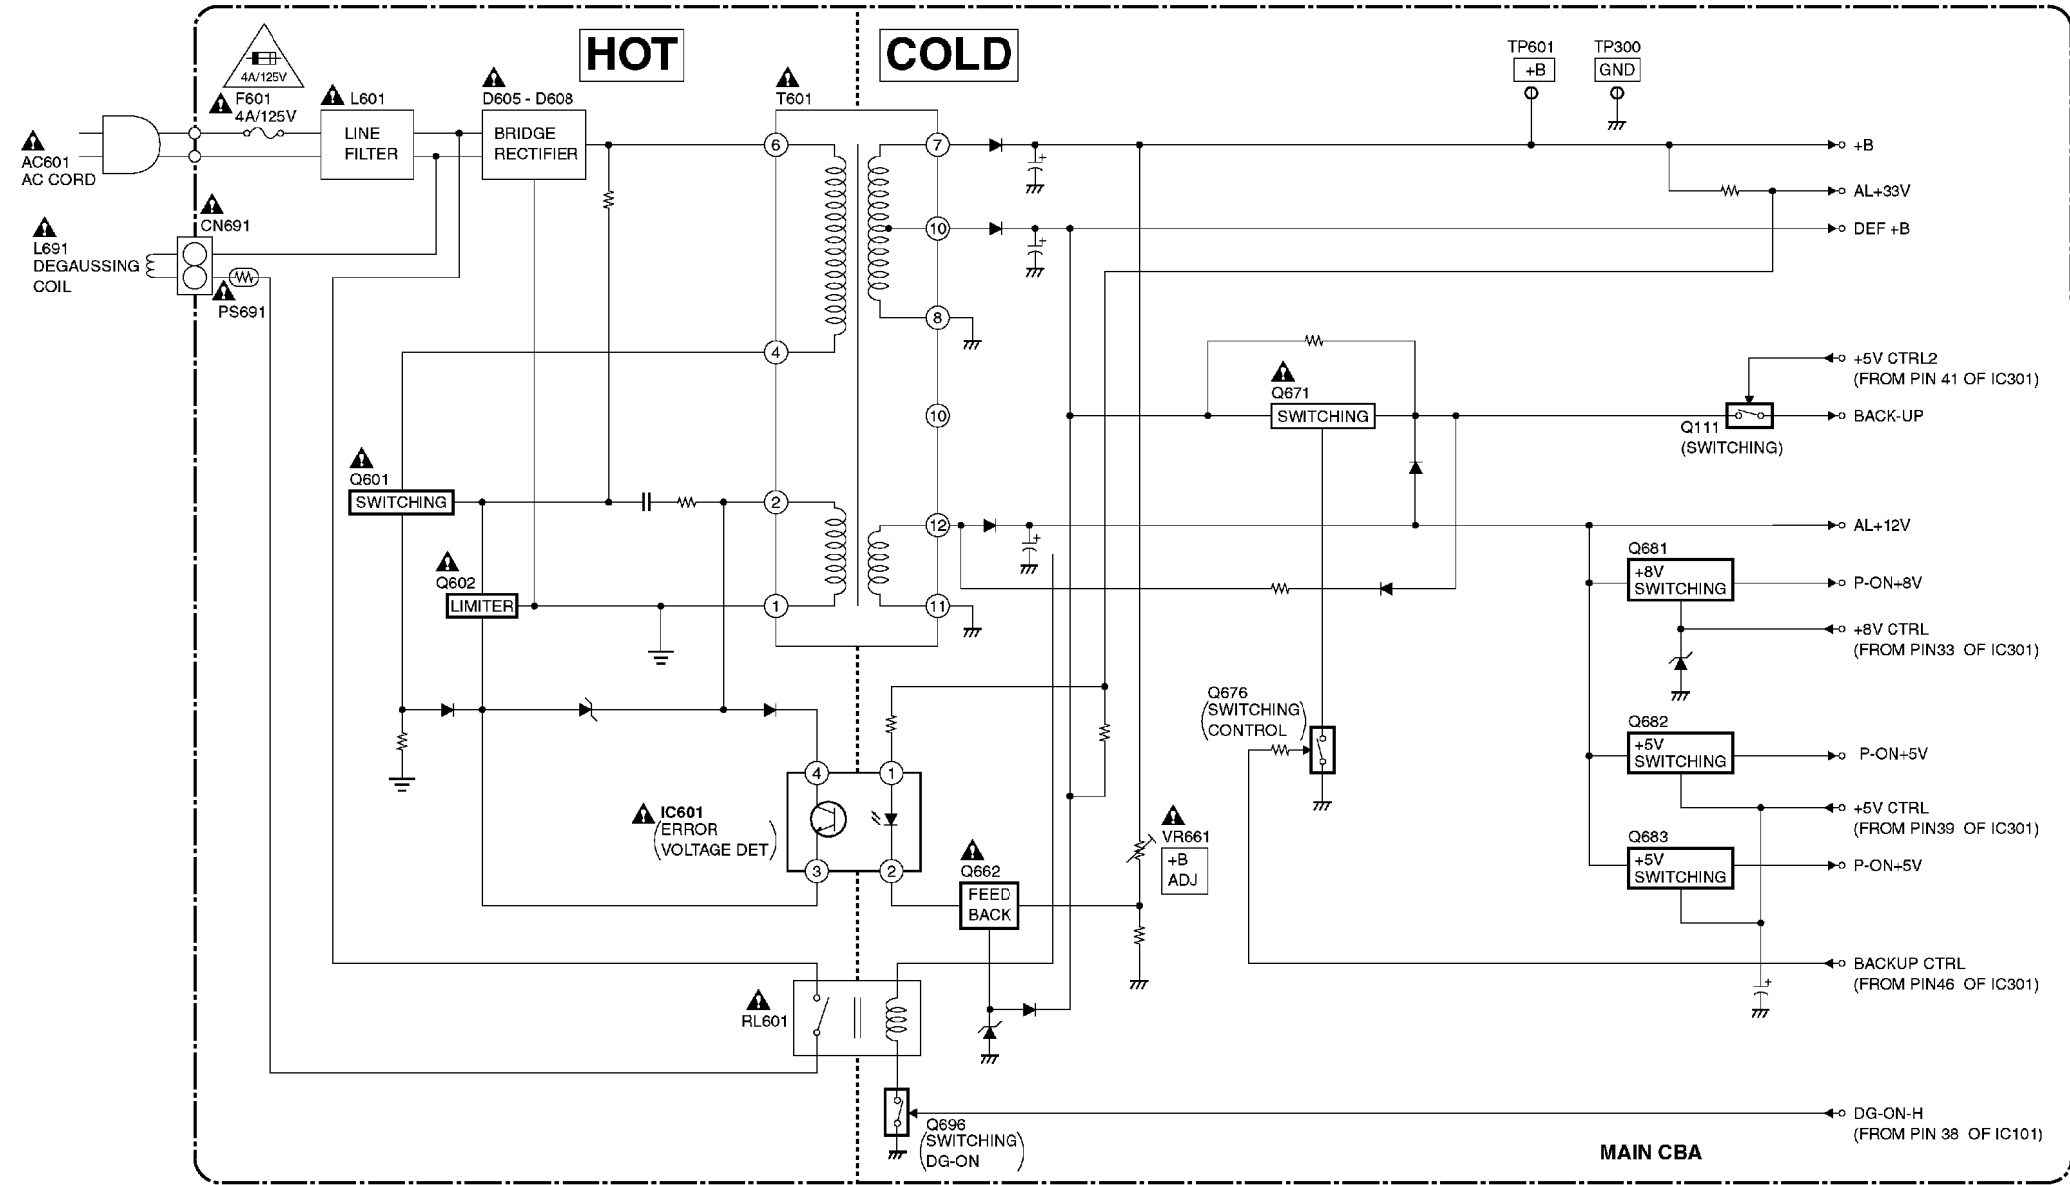 HOT
COLD
4A/125V
F601
4A/125V
L601
LINE
FILTER
D605 - D608
BRIDGE
RECTIFIER
T601
TP601
+B
TP300
GND
AC601
AC CORD
CN691
L691
DEGAUSSING
COIL
PS691
6
4
2
1
7
10
8
10
12
11
+
+
+
+B
AL+33V
DEF +B
+5V CTRL2
(FROM PIN 41 OF IC301)
BACK-UP
Q111
(SWITCHING)
Q671
SWITCHING
AL+12V
Q601
SWITCHING
Q602
LIMITER
Q681
+8V
SWITCHING
P-ON+8V
+8V CTRL
(FROM PIN33 OF IC301)
Q676
(SWITCHING
CONTROL)
Q682
+5V
SWITCHING
P-ON+5V
+5V CTRL
(FROM PIN39 OF IC301)
Q683
+5V
SWITCHING
P-ON+5V
IC601
(ERROR
VOLTAGE DET)
4
1
3
2
Q662
FEED
BACK
VR661
+B
ADJ
BACKUP CTRL
(FROM PIN46 OF IC301)
+
RL601
Q696
(SWITCHING
DG-ON)
DG-ON-H
(FROM PIN 38 OF IC101)
MAIN CBA